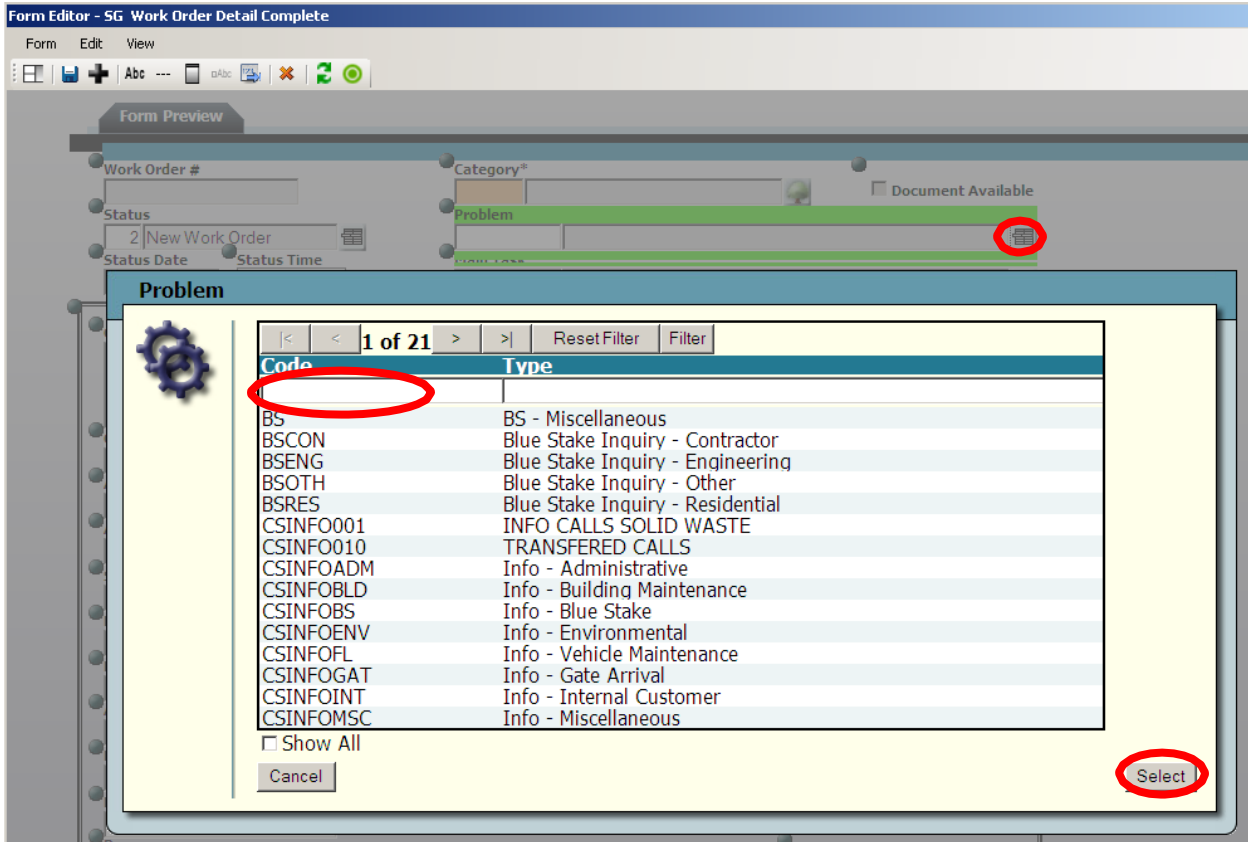 Form Editor - SG Work Order Detail Complete
Form Edit View
Abc --- Abc
Form Preview
Work Order # Category* Document Available
Status Problem
2 New Work Order
Status Date Status Time Main Task
Problem
|< < 1 of 21 > >| Reset Filter Filter
Code Type
BS BS - Miscellaneous
BSCON Blue Stake Inquiry - Contractor
BSENG Blue Stake Inquiry - Engineering
BSOTH Blue Stake Inquiry - Other
BSRES Blue Stake Inquiry - Residential
CSINFO001 INFO CALLS SOLID WASTE
CSINFO010 TRANSFERED CALLS
CSINFOADM Info - Administrative
CSINFOBLD Info - Building Maintenance
CSINFOBS Info - Blue Stake
CSINFOENV Info - Environmental
CSINFOFL Info - Vehicle Maintenance
CSINFOGAT Info - Gate Arrival
CSINFOINT Info - Internal Customer
CSINFOMSC Info - Miscellaneous
Show All
Cancel Select